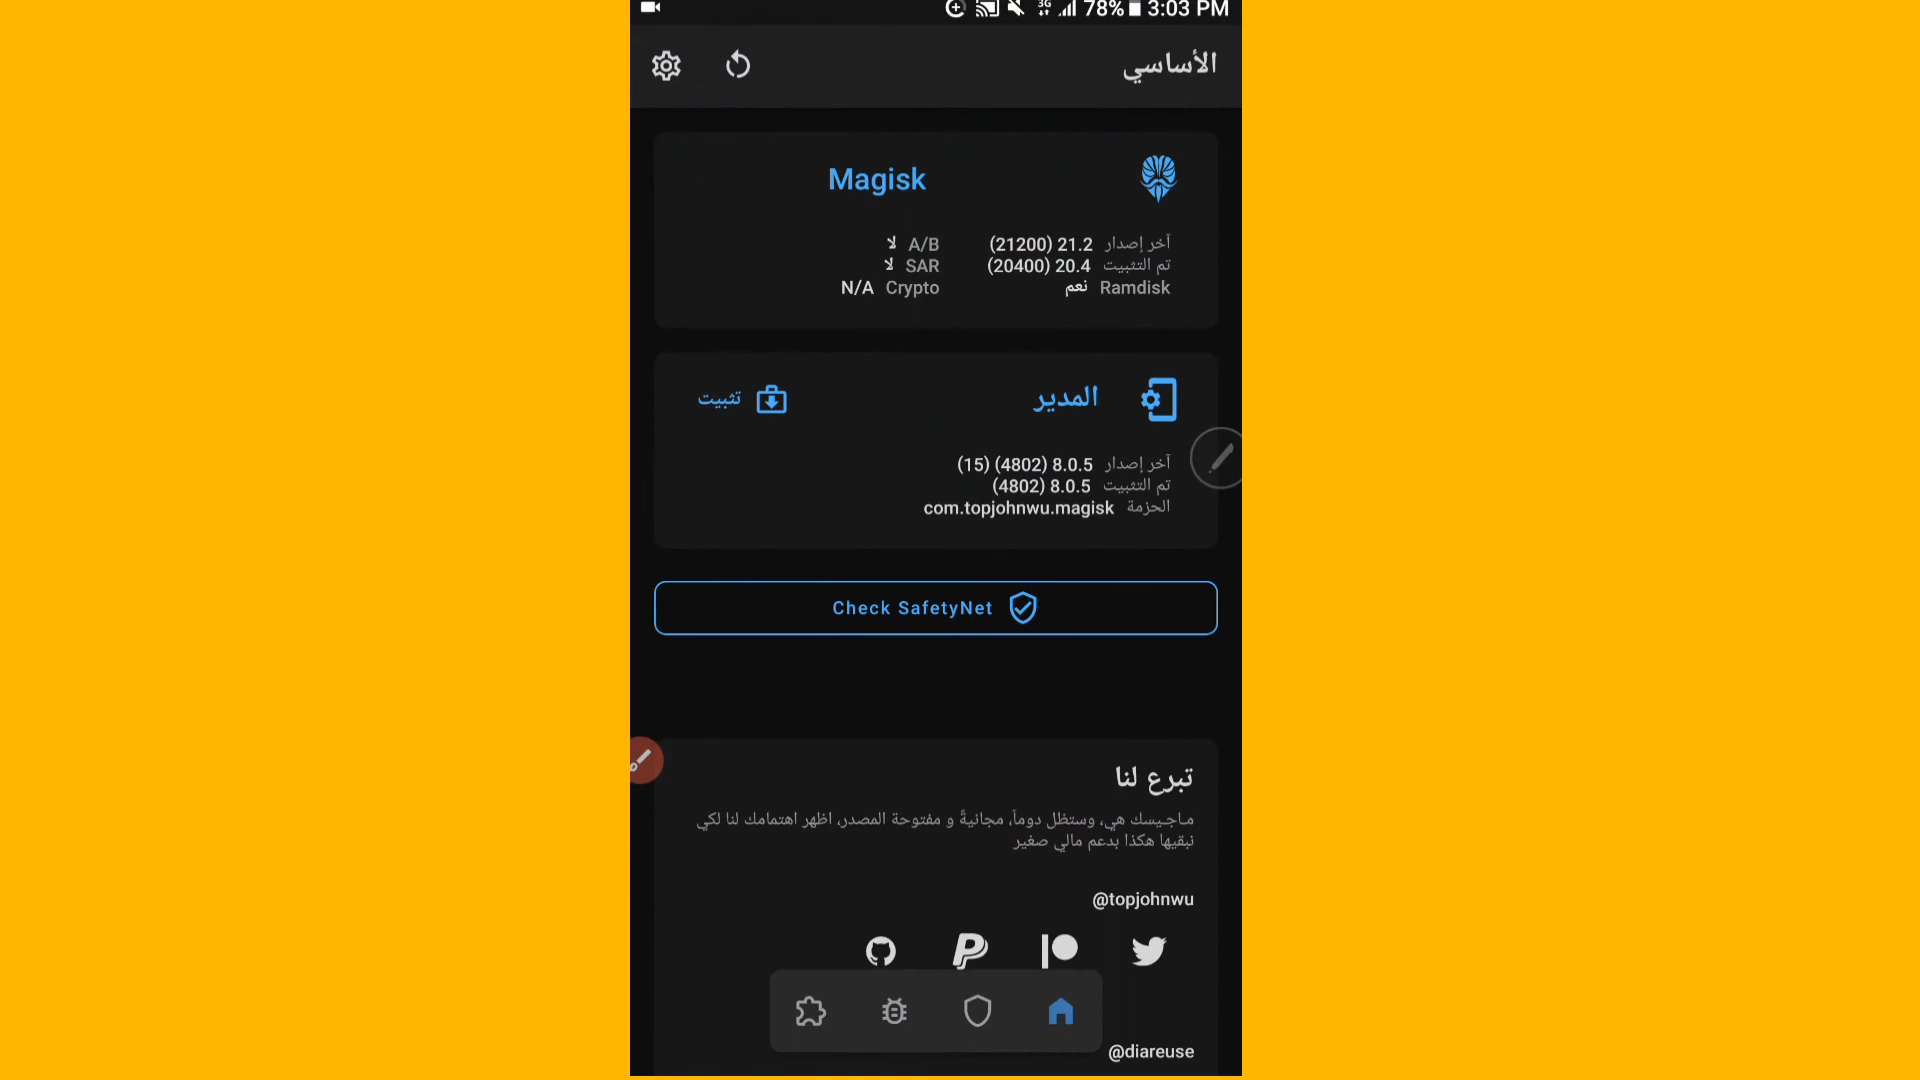 3G 78% 3:03 PM
الأساسي
Magisk
آخر إصدار 21.2 (21200)
A/B لا
تم التثبيت 20.4 (20400)
SAR لا
Ramdisk نعم
Crypto N/A
المدير
تثبيت
آخر إصدار 8.0.5 (4802) (15)
تم التثبيت 8.0.5 (4802)
الحزمة com.topjohnwu.magisk
Check SafetyNet
تبرع لنا
ماجيسك هي، وستظل دوماً، مجانيةً و مفتوحة المصدر، اظهر اهتمامك لنا لكي
نبقيها هكذا بدعم مالي صغير
@topjohnwu
@diareuse